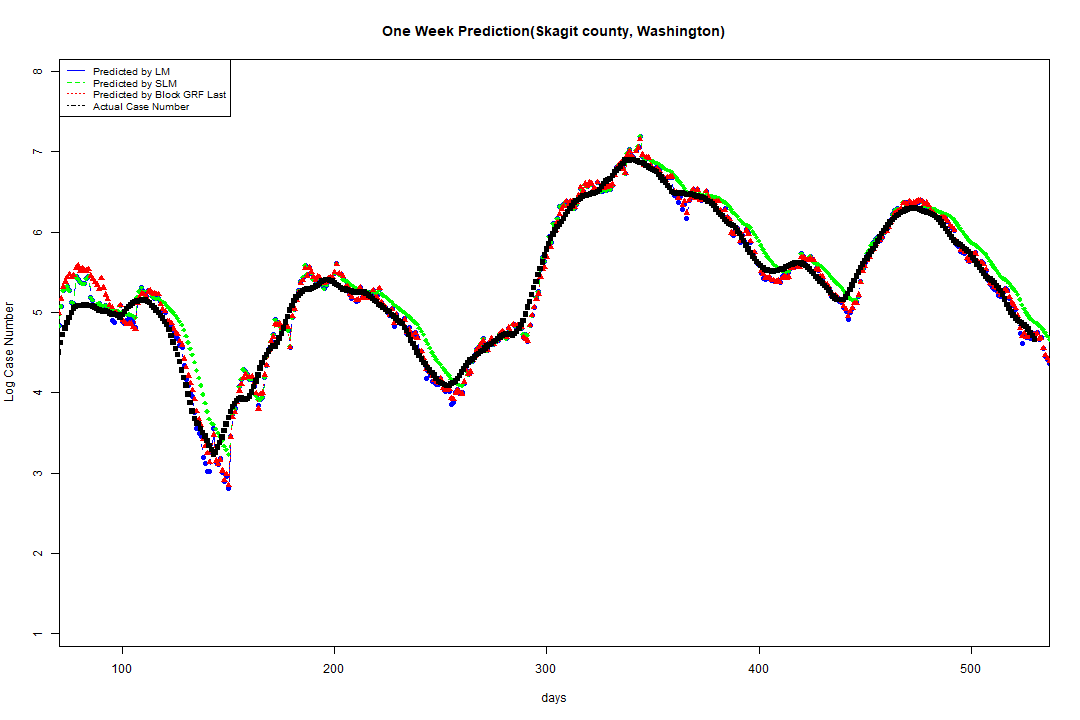 One Week Prediction(Skagit county, Washington)
Predicted by LM
Predicted by SLM
Predicted by Block GRF Last
Actual Case Number
8
7
6
5
4
3
2
1
Log Case Number
100 200 300 400 500
days